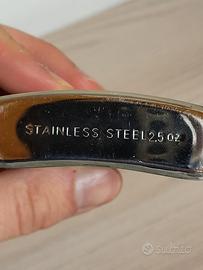 STAINLESS STEEL 2,5 OZ
subito